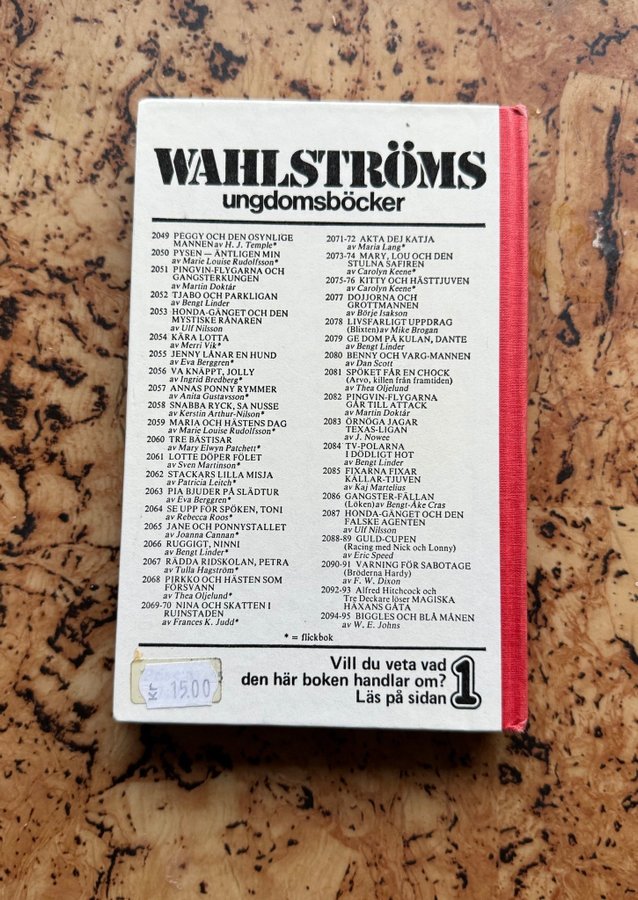 WAHLSTRÖMS
ungdomsböcker
2049 PEGGY OCH DEN OSYNLIGE
MANNEN av H. J. Temple*
2050 PYSEN — ÄNTLIGEN MIN
av Marie Louise Rudolfsson*
2051 PINGVIN-FLYGARNA OCH
GANGSTERKUNGEN
av Martin Doktár
2052 TJABO OCH PARKLIGAN
av Bengt Linder
2053 HONDA-GÄNGET OCH DEN
MYSTISKE RÅNAREN
av Ulf Nilsson
2054 KÄRA LOTTA
av Merri Vik*
2055 JENNY LÅNAR EN HUND
av Eva Berggren*
2056 VA KNÄPPT, JOLLY
av Ingrid Bredberg*
2057 ANNAS PONNY RYMMER
av Anita Gustavsson*
2058 SNABBA RYCK, SA NUSSE
av Kerstin Arthur-Nilson*
2059 MARIA OCH HÄSTENS DAG
av Marie Louise Rudolfsson*
2060 TRE BÄSTISAR
av Mary Elwyn Patchett*
2061 LOTTE DÖPER FÖLET
av Sven Martinson*
2062 STACKARS LILLA MISJA
av Patricia Leitch*
2063 PIA BJUDER PÅ SLÄDTUR
av Eva Berggren*
2064 SE UPP FÖR SPÖKEN, TONI
av Rebecca Roos*
2065 JANE OCH PONNYSTALLET
av Joanna Cannan*
2066 RUGGIGT, NINNI
av Bengt Linder*
2067 RÄDDA RIDSKOLAN, PETRA
av Tulla Hagström*
2068 PIRKKO OCH HÄSTEN SOM
FÖRSVANN
av Thea Oljelund*
2069-70 NINA OCH SKATTEN I
RUINSTADEN
av Frances K. Judd*
2071-72 AKTA DEJ KATJA
av Maria Lang*
2073-74 MARY, LOU OCH DEN
STULNA SAFIREN
av Carolyn Keene*
2075-76 KITTY OCH HÄSTTJUVEN
av Carolyn Keene*
2077 DOJJORNA OCH
GROTTMANNEN
av Börje Isakson
2078 LIVSFARLIGT UPPDRAG
(Blixten) av Mike Brogan
2079 GE DOM PÅ KULAN, DANTE
av Bengt Linder
2080 BENNY OCH VARG-MANNEN
av Dan Scott
2081 SPÖKET FÅR EN CHOCK
(Arvo, killen från framtiden)
av Thea Oljelund
2082 PINGVIN-FLYGARNA
GÅR TILL ATTACK
av Martin Doktár
2083 ÖRNÖGA JAGAR
TEXAS-LIGAN
av J. Nowee
2084 TV-POLARNA
I DÖDLIGT HOT
av Bengt Linder
2085 FIXARNA FIXAR
KÄLLAR-TJUVEN
av Kaj Martelius
2086 GANGSTER-FÄLLAN
(Löken) av Bengt-Åke Cras
2087 HONDA-GÄNGET OCH DEN
FALSKE AGENTEN
av Ulf Nilsson
2088-89 GULD-CUPEN
(Racing med Nick och Lonny)
av Eric Speed
2090-91 VARNING FÖR SABOTAGE
(Bröderna Hardy)
av F. W. Dixon
2092-93 Alfred Hitchcock och
Tre Deckare löser MAGISKA
HÄXANS GÅTA
2094-95 BIGGLES OCH BLÅ MÅNEN
av W. E. Johns
* = flickbok
Vill du veta vad
den här boken handlar om?
Läs på sidan 1
Kr 15.00